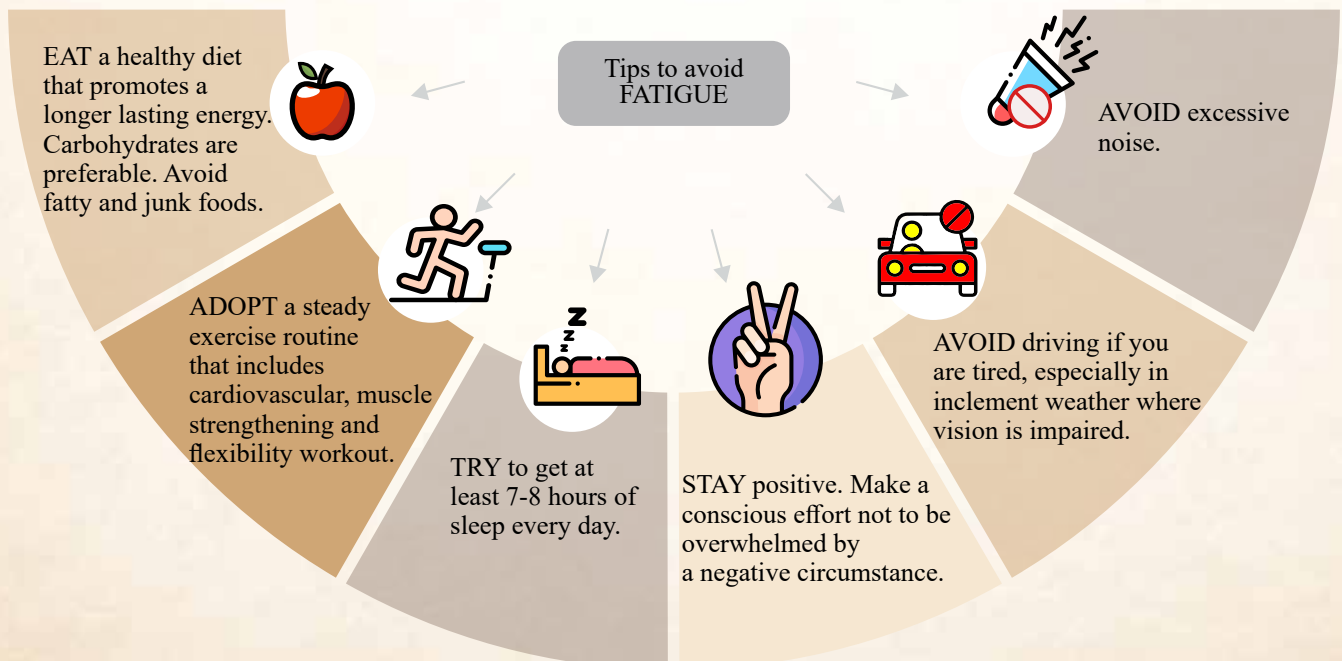 Tips to avoid
FATIGUE
EAT a healthy diet
that promotes a
longer lasting energy.
Carbohydrates are
preferable. Avoid
fatty and junk foods.
ADOPT a steady
exercise routine
that includes
cardiovascular, muscle
strengthening and
flexibility workout.
z
z
z
TRY to get at
least 7-8 hours of
sleep every day.
STAY positive. Make a
conscious effort not to be
overwhelmed by
a negative circumstance.
AVOID driving if you
are tired, especially in
inclement weather where
vision is impaired.
AVOID excessive
noise.